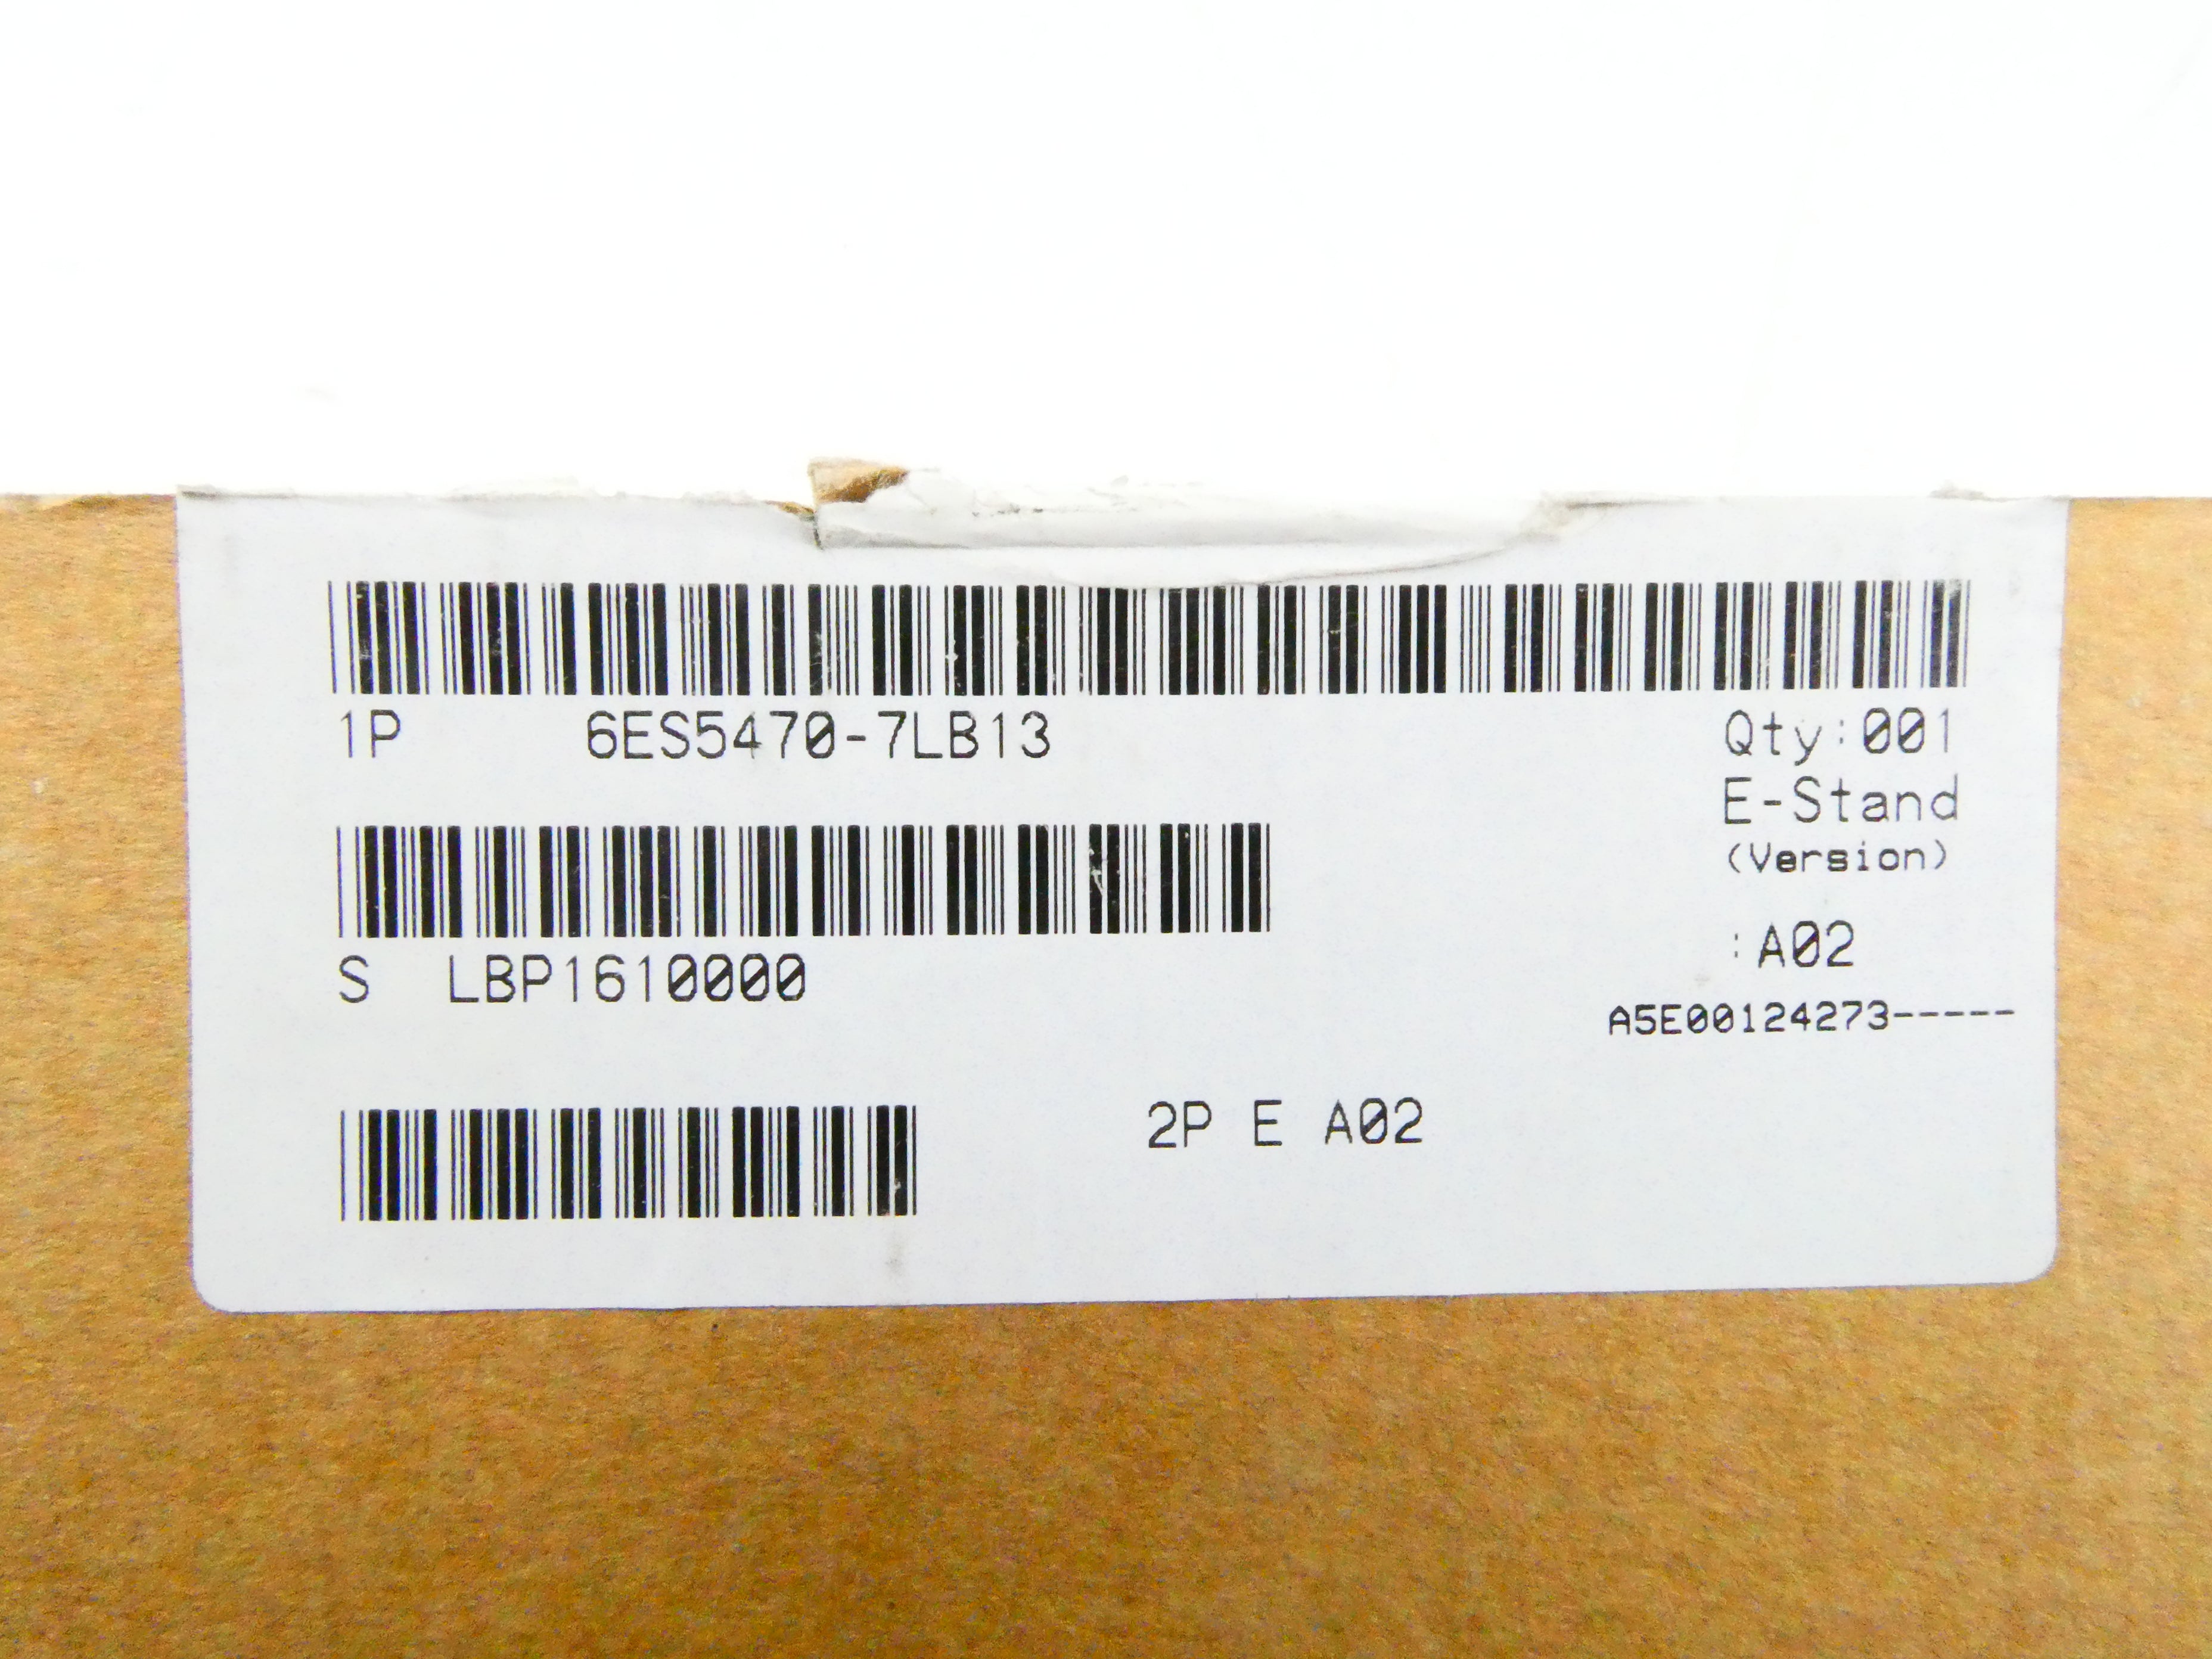 1P 6ES5470-7LB13
Qty:001
E-Stand
(Version)
:A02
S LBP1610000
A5E00124273-----
2P E A02